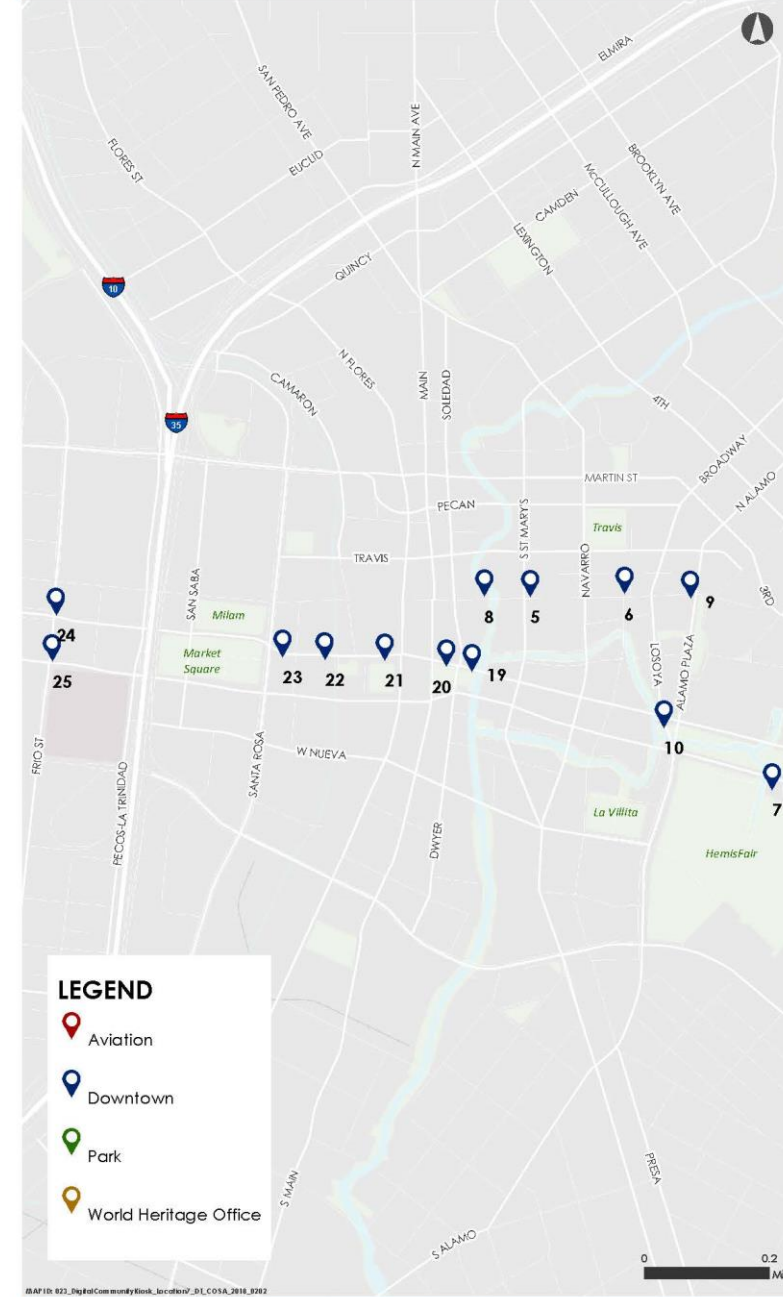 ELMIRA
SAN PEDRO AVE
N MAIN AVE
FLORES ST
EUCLID
BROOKLYN AVE
McCULLOUGH AVE
CAMDEN
LEXINGTON
QUINCY
10
N FLORES
CAMARON
MAIN
SOLEDAD
4TH
35
BROADWAY
MARTIN ST
N ALAMO
PECAN
S ST MARY'S
Travis
TRAVIS
NAVARRO
SAN SABA
3RD
8
5
6
9
Milam
24
Market
Square
25
23
22
21
20
19
LOSOYA
ALAMO PLAZA
10
FRIO ST
PECOS-LA TRINIDAD
SANTA ROSA
W NUEVA
7
La Villita
DWYER
HemisFair
LEGEND
Aviation
Downtown
Park
World Heritage Office
S MAIN
PRESA
S ALAMO
0 0.2
Mi
MAP ID: 023_DigitalCommunityKiosk_Location7_DT_COSA_2018_0202